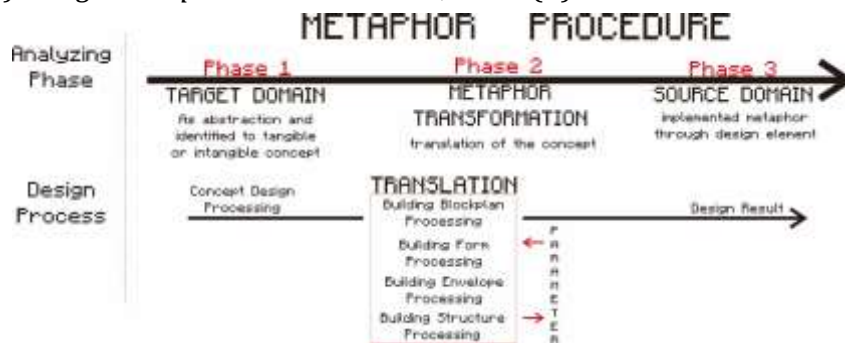 METAPHOR PROCEDURE
Analyzing
Phase
Phase 1
Phase 2
Phase 3
TARGET DOMAIN
As abstraction and
identified to tangible
or intangible concept
METAPHOR
TRANSFORMATION
translation of the concept
SOURCE DOMAIN
inplemented metaphor
through design element
Design
Process
Concept Design
Processing
TRANSLATION
Building Blockplan
Processing
Building Form
Processing
Building Envelope
Processing
Building Structure
Processing
PARAMETER
Design Result